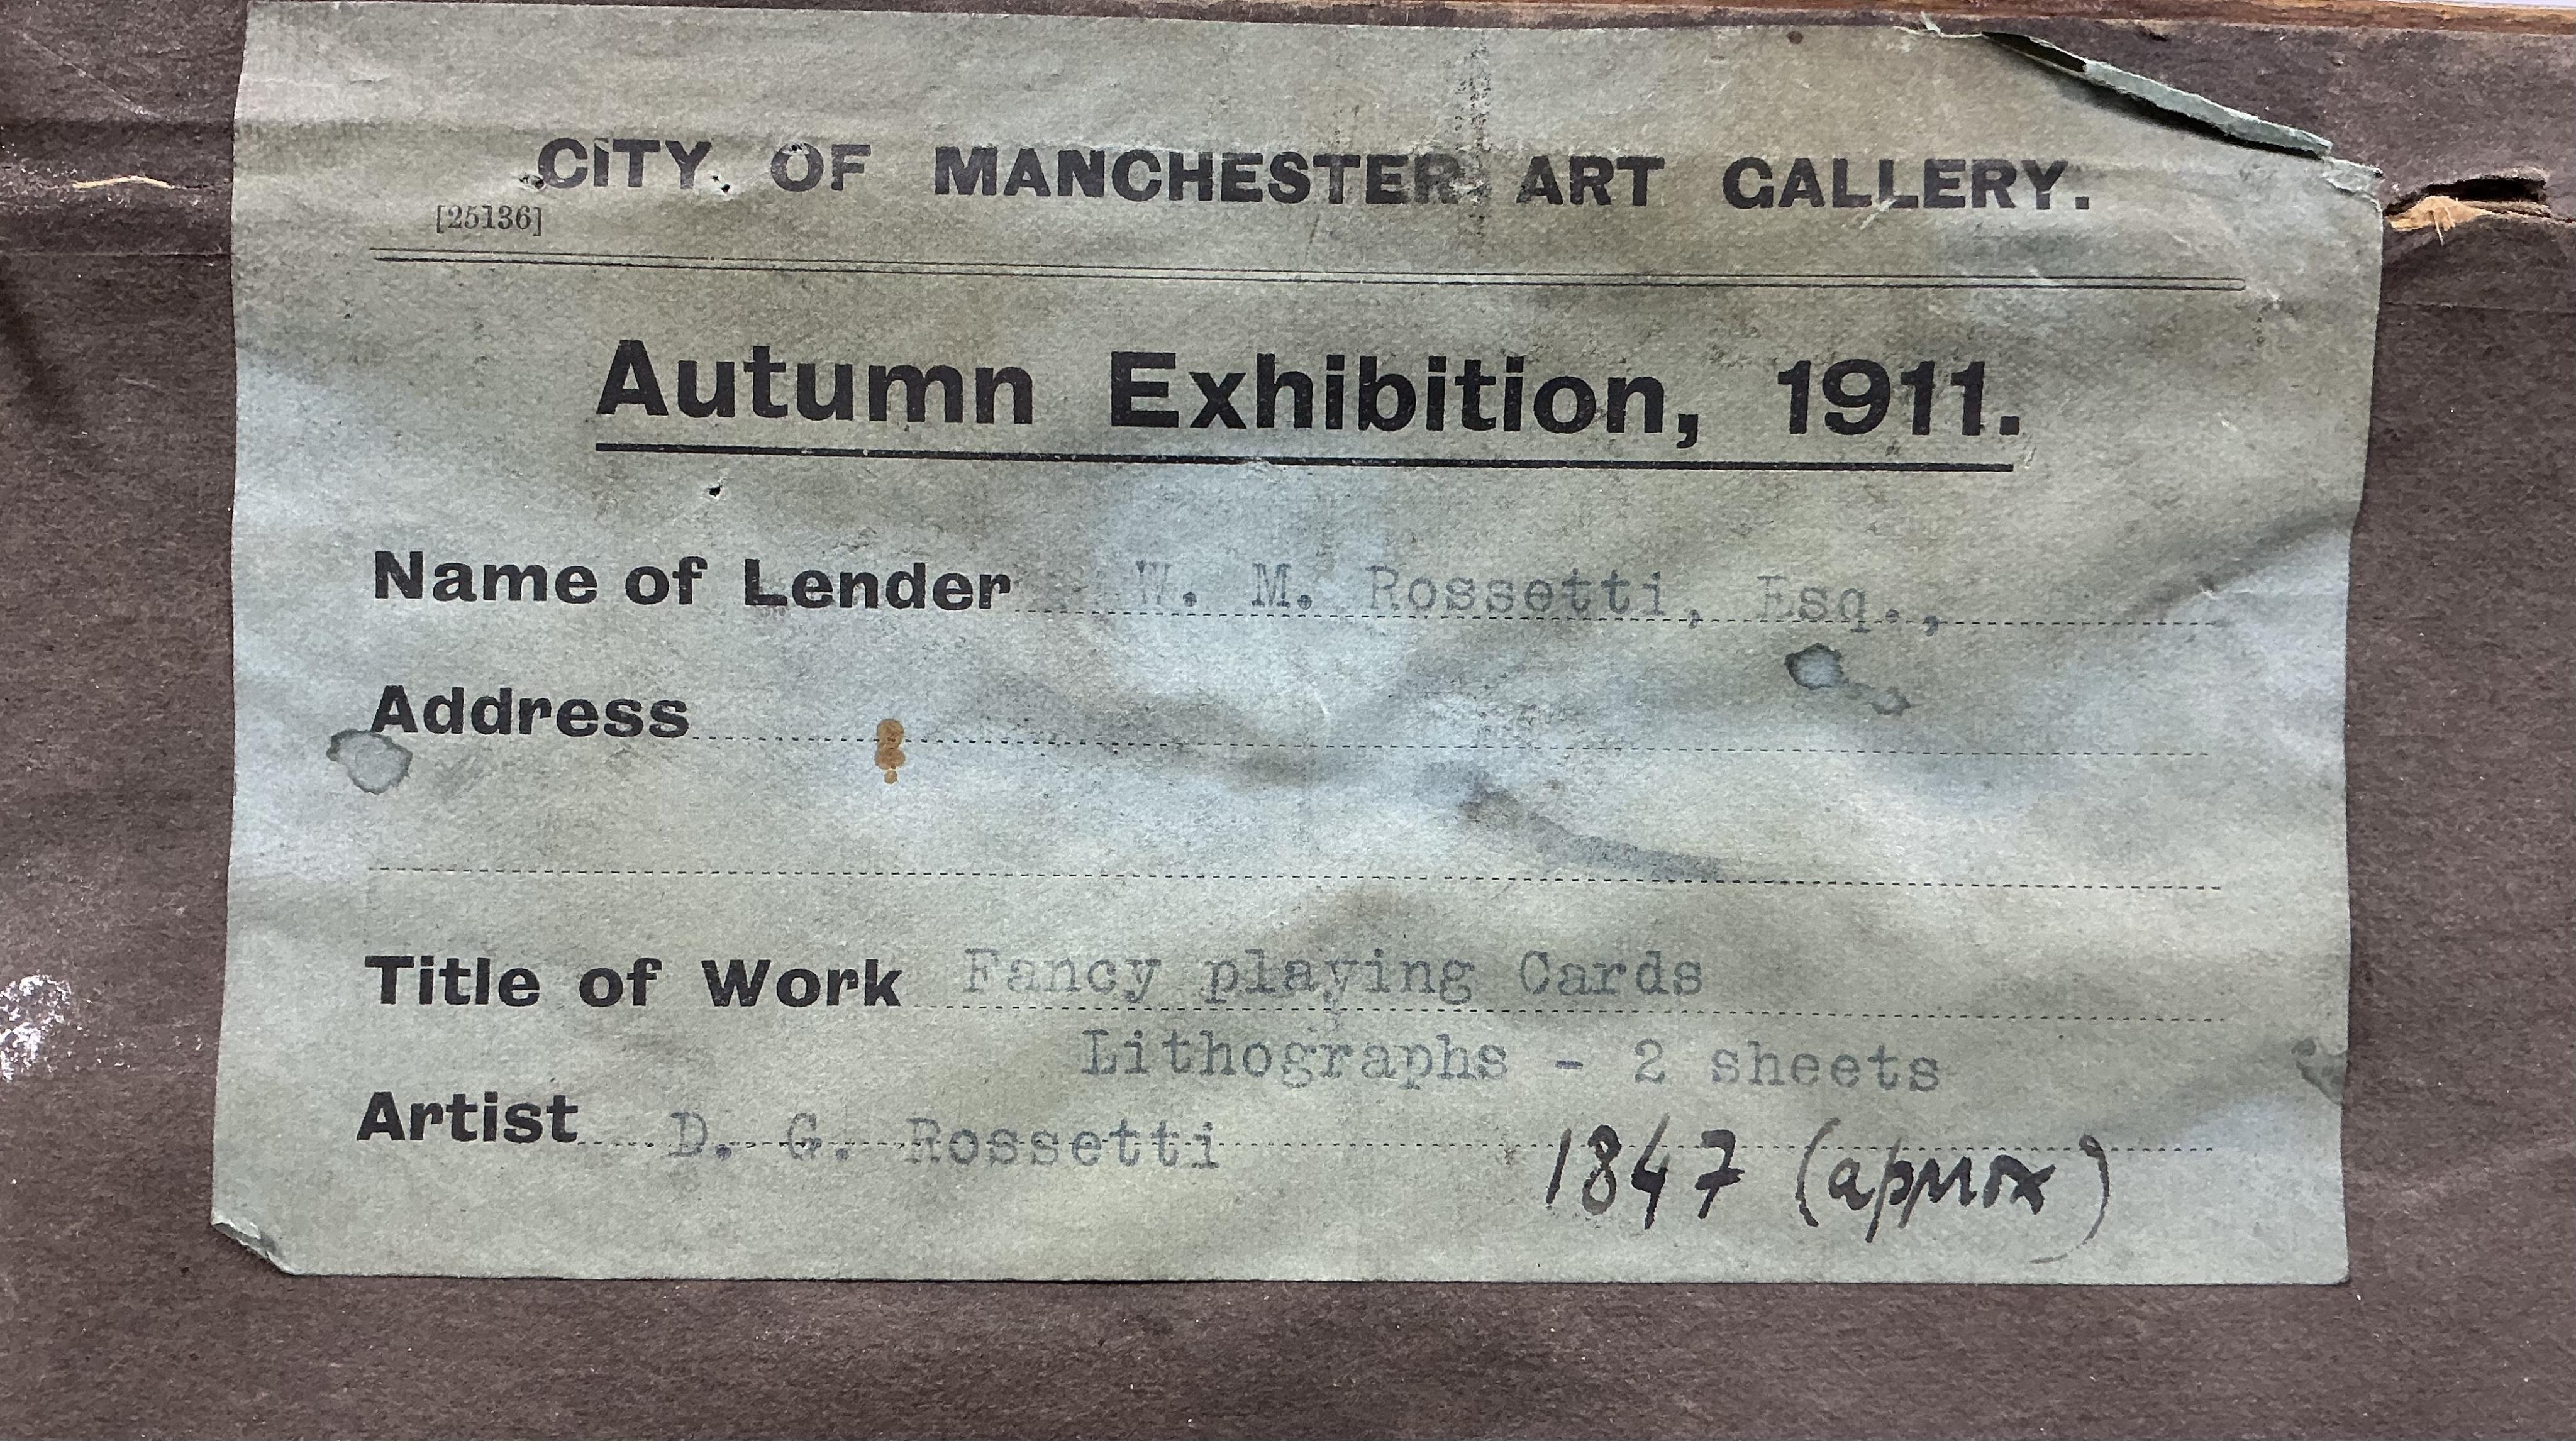 CITY OF MANCHESTER ART GALLERY.
[25136]
Autumn Exhibition, 1911.
Name of Lender W. M. Rossetti, Esq.,
Address
Title of Work Fancy playing Cards
Lithographs - 2 sheets
Artist D. G. Rossetti
1847 (approx)